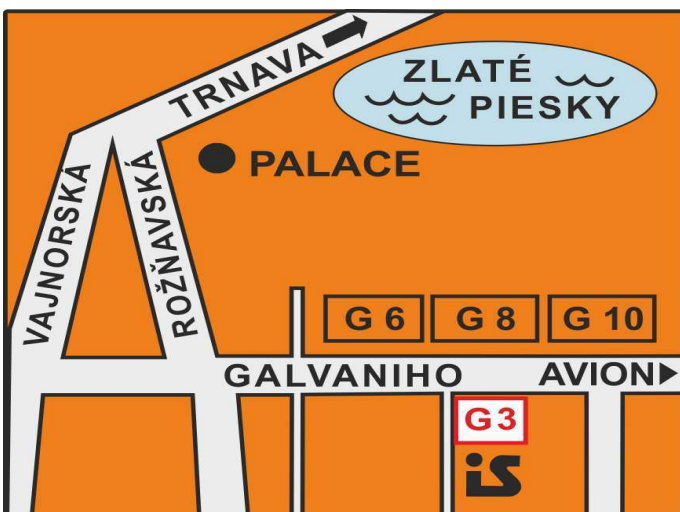 TRNAVA
ZLATÉ
PIESKY
PALACE
VAJNORSKÁ
ROŽŇAVSKÁ
G 6
G 8
G 10
GALVANIHO
AVION
G3
is